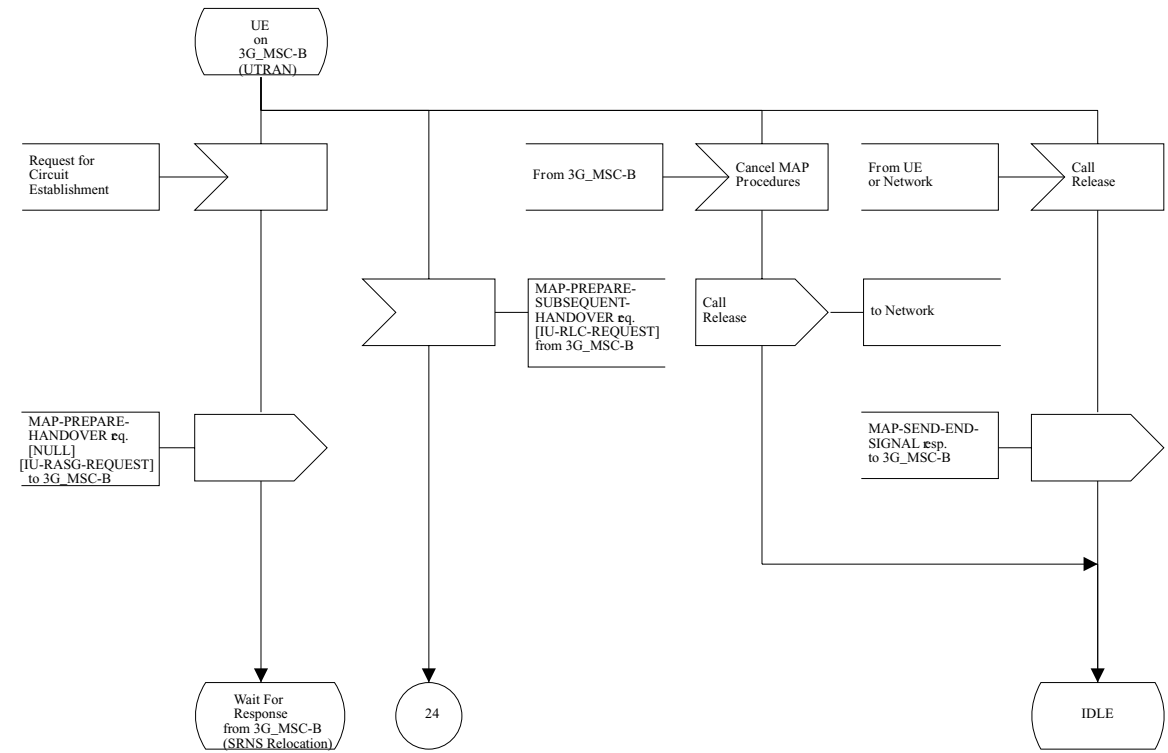 UE
on
3G_MSC-B
(UTRAN)
Request for
Circuit
Establishment
From 3G_MSC-B
Cancel MAP
Procedures
From UE
or Network
Call
Release
MAP-PREPARE-
SUBSEQUENT-
HANDOVER req.
[IU-RLC-REQUEST]
from 3G_MSC-B
Call
Release
to Network
MAP-PREPARE-
HANDOVER req.
[NULL]
[IU-RASG-REQUEST]
to 3G_MSC-B
MAP-SEND-END-
SIGNAL resp.
to 3G_MSC-B
Wait For
Response
from 3G_MSC-B
(SRNS Relocation)
24
IDLE